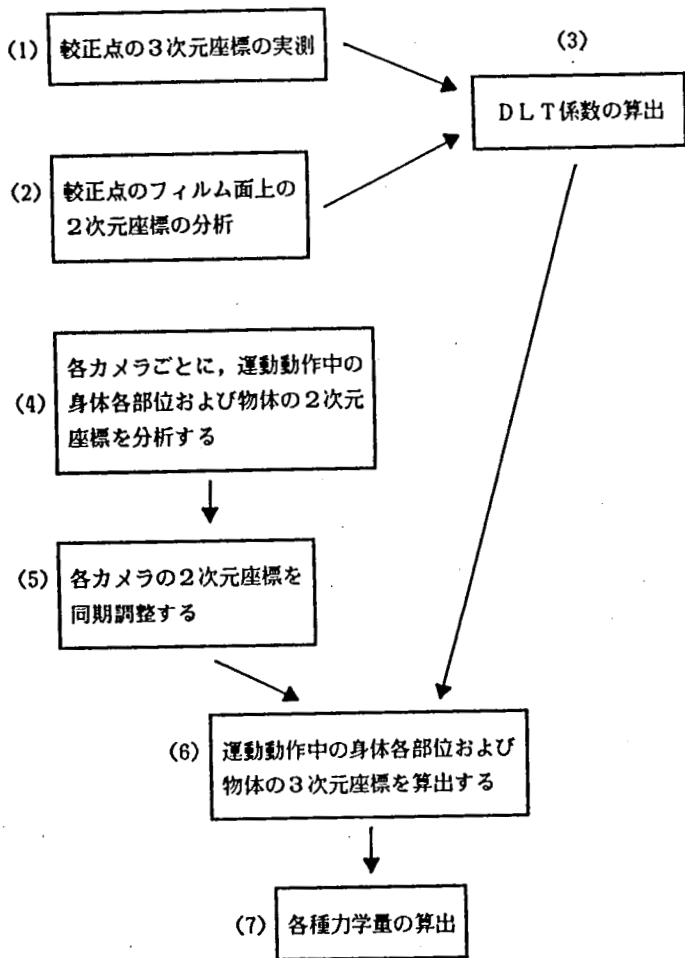 (1) 較正点の3次元座標の実測
(3)
DLT係数の算出
(2) 較正点のフィルム面上の
2次元座標の分析
(4) 各カメラごとに,運動動作中の
身体各部位および物体の2次元
座標を分析する
(5) 各カメラの2次元座標を
同期調整する
(6) 運動動作中の身体各部位および
物体の3次元座標を算出する
(7) 各種力学量の算出